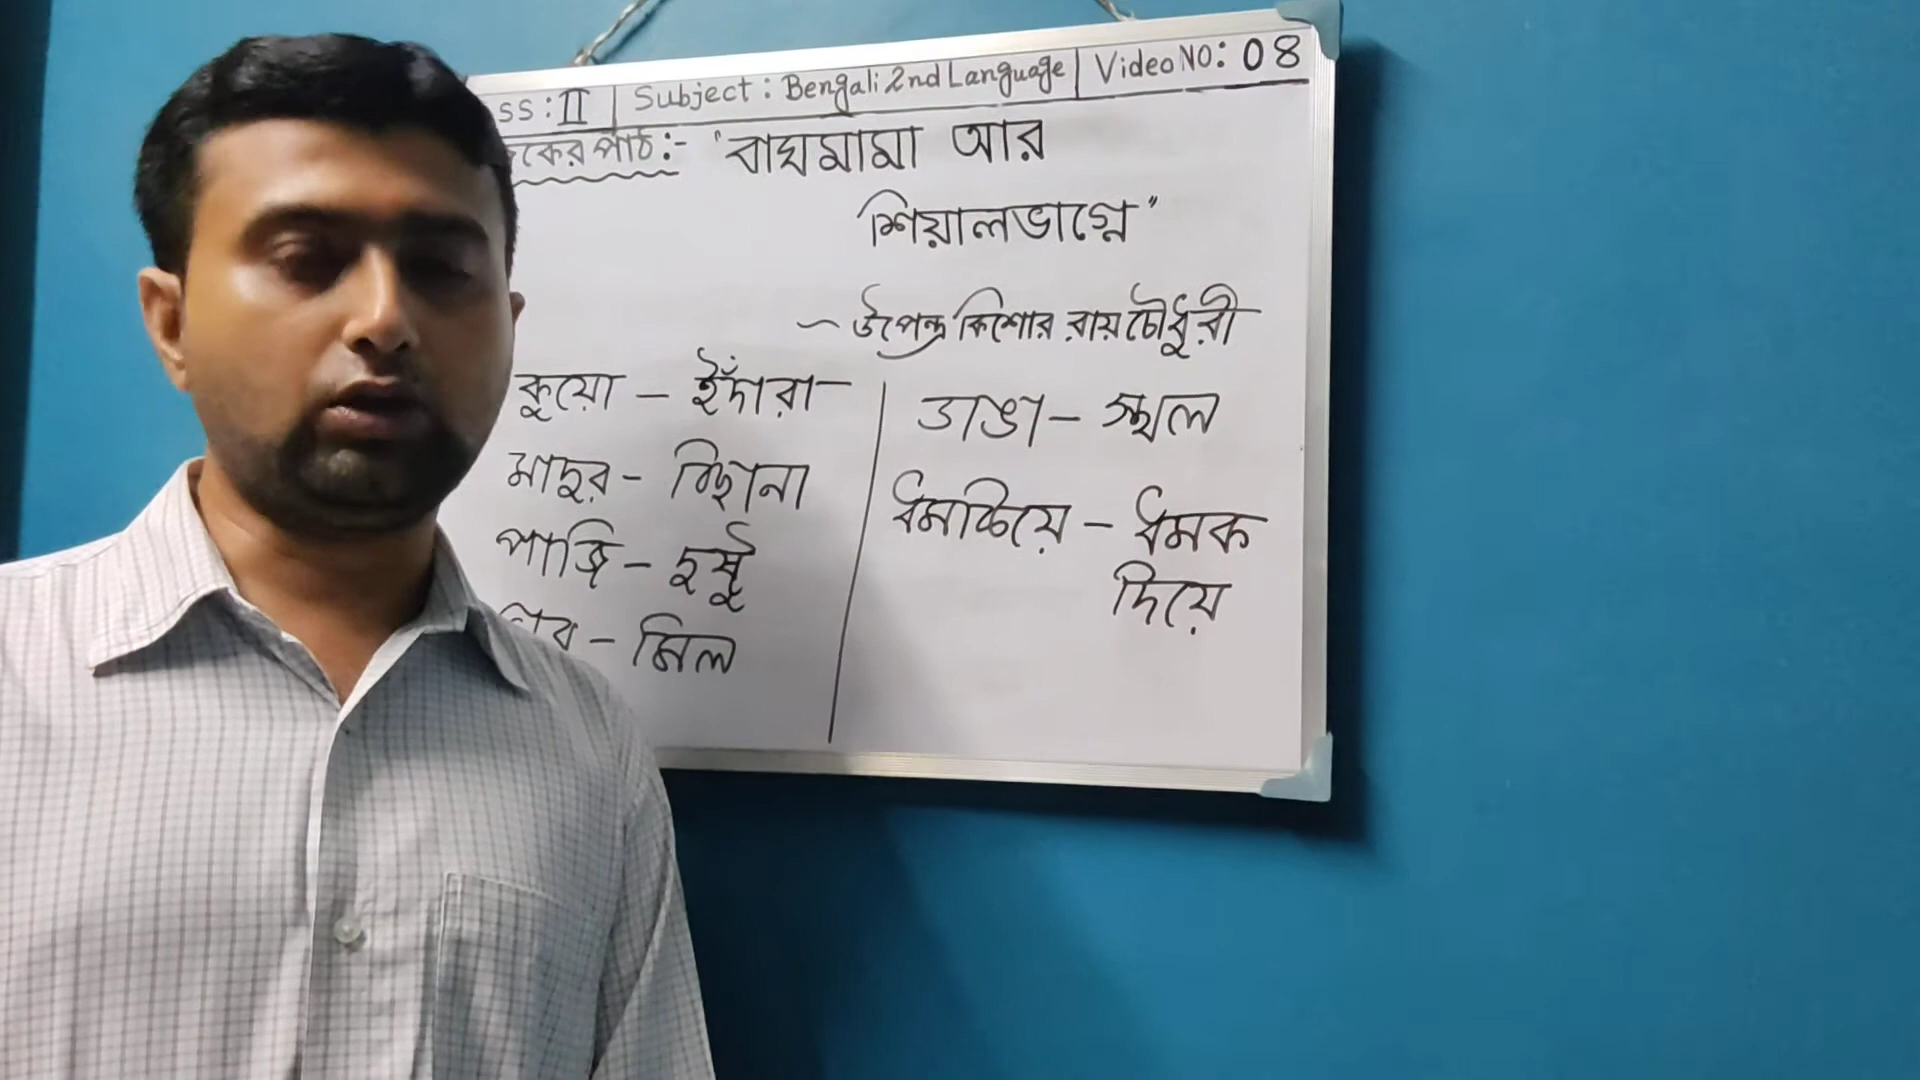 ss: II | Subject: Bengali 2nd Language | Video NO: 08
কের পাঠ:- "বাঘমামা আর
শিয়ালভাগ্নে"
- উপেন্দ্রকিশোর রায়চৌধুরী
কুয়ো - ইঁদারা
মাদুর - বিছানা
পাজি - দুষ্টু
মিল
ডাঙা - স্থল
ধমকিয়ে - ধমক
দিয়ে